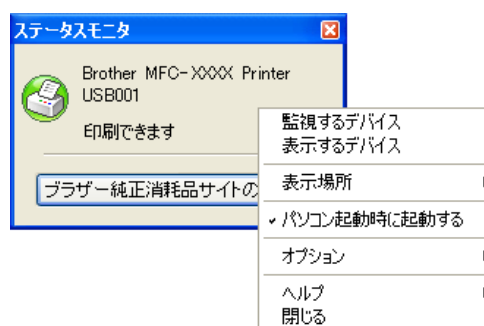 ステータスモニタ
Brother MFC-XXXX Printer
USB001
印刷できます
ブラザー純正消耗品サイトの
監視するデバイス
表示するデバイス
表示場所
パソコン起動時に起動する
オプション
ヘルプ
閉じる